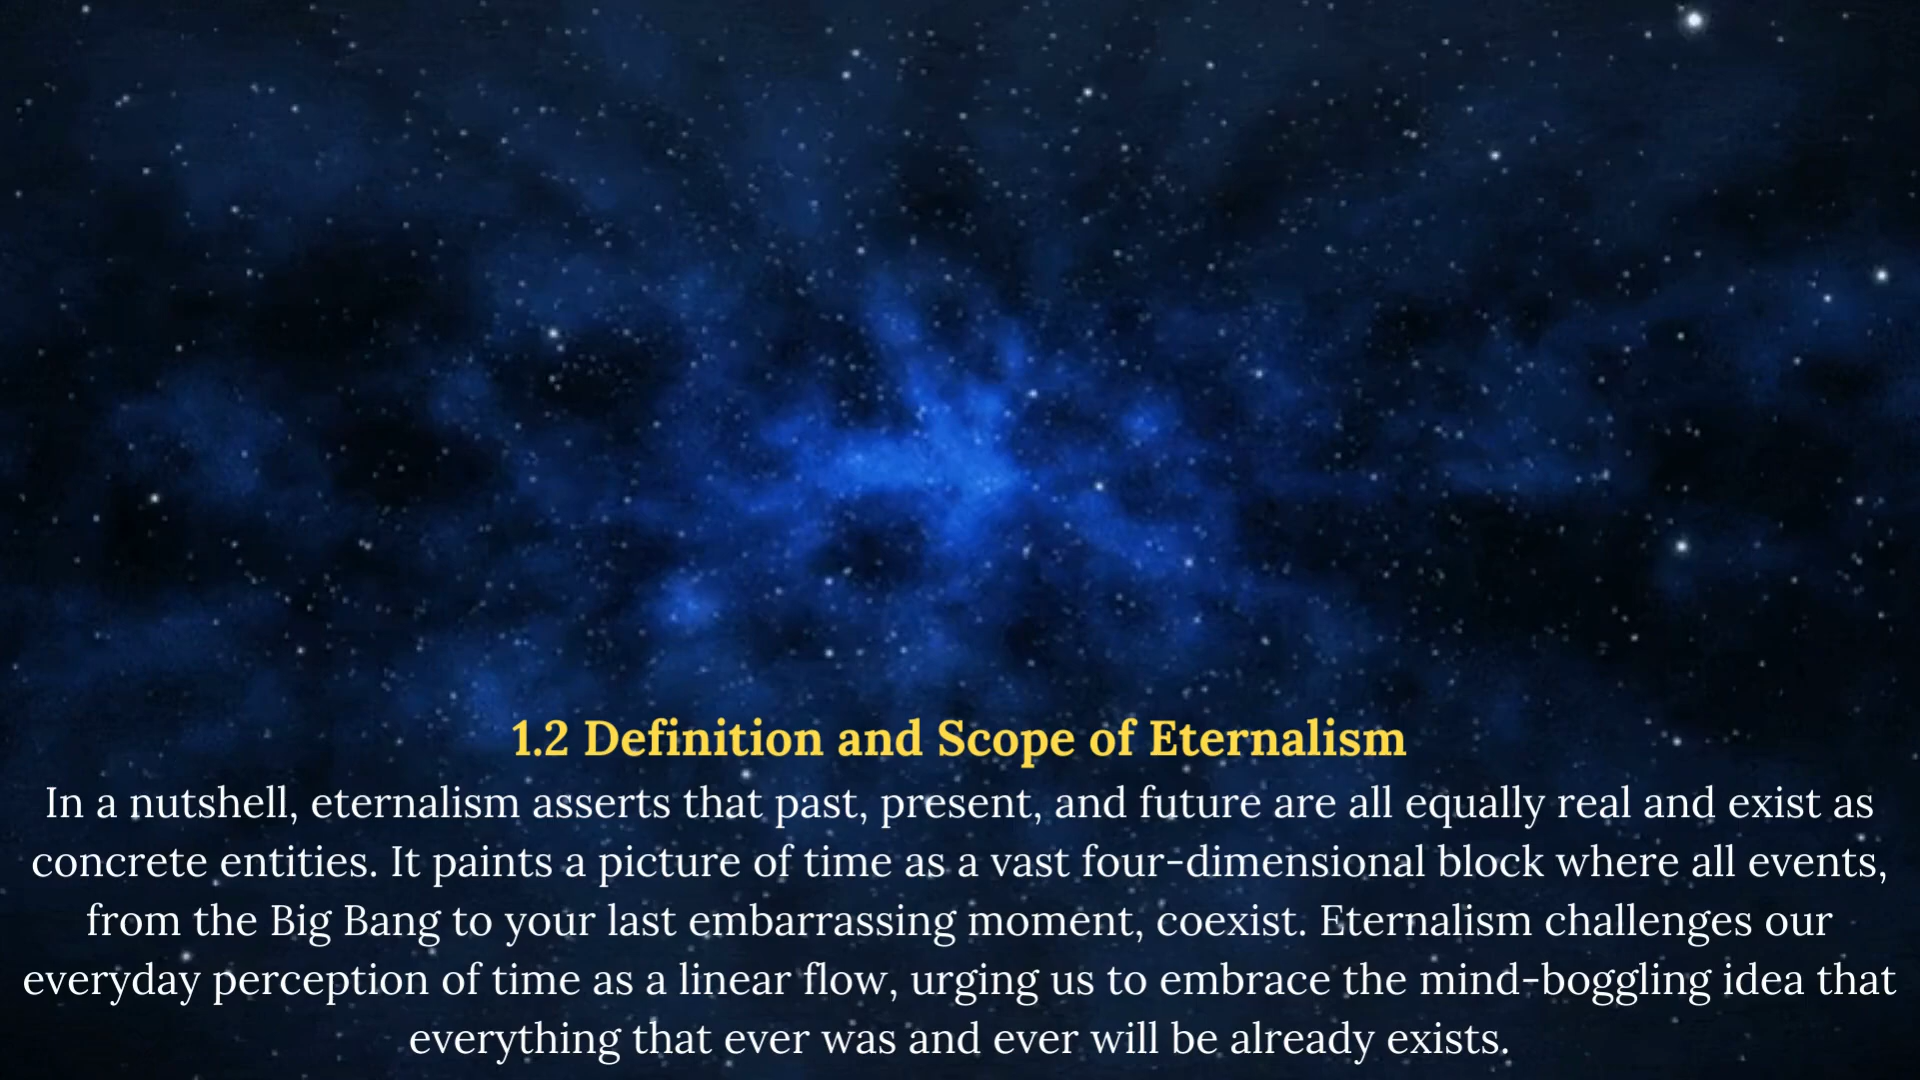 1.2 Definition and Scope of Eternalism
In a nutshell, eternalism asserts that past, present, and future are all equally real and exist as
concrete entities. It paints a picture of time as a vast four-dimensional block where all events,
from the Big Bang to your last embarrassing moment, coexist. Eternalism challenges our
everyday perception of time as a linear flow, urging us to embrace the mind-boggling idea that
everything that ever was and ever will be already exists.